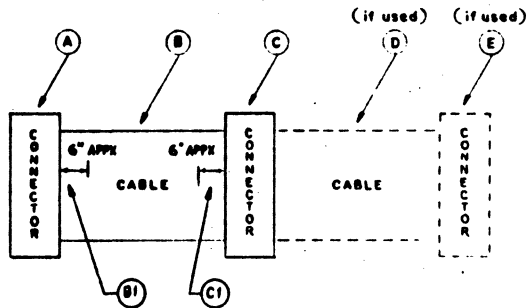 (if used) (if used)
A B C D E
CONNECTOR
6" APPX
CABLE
6" APPX
CONNECTOR
CABLE
CONNECTOR
B1 C1